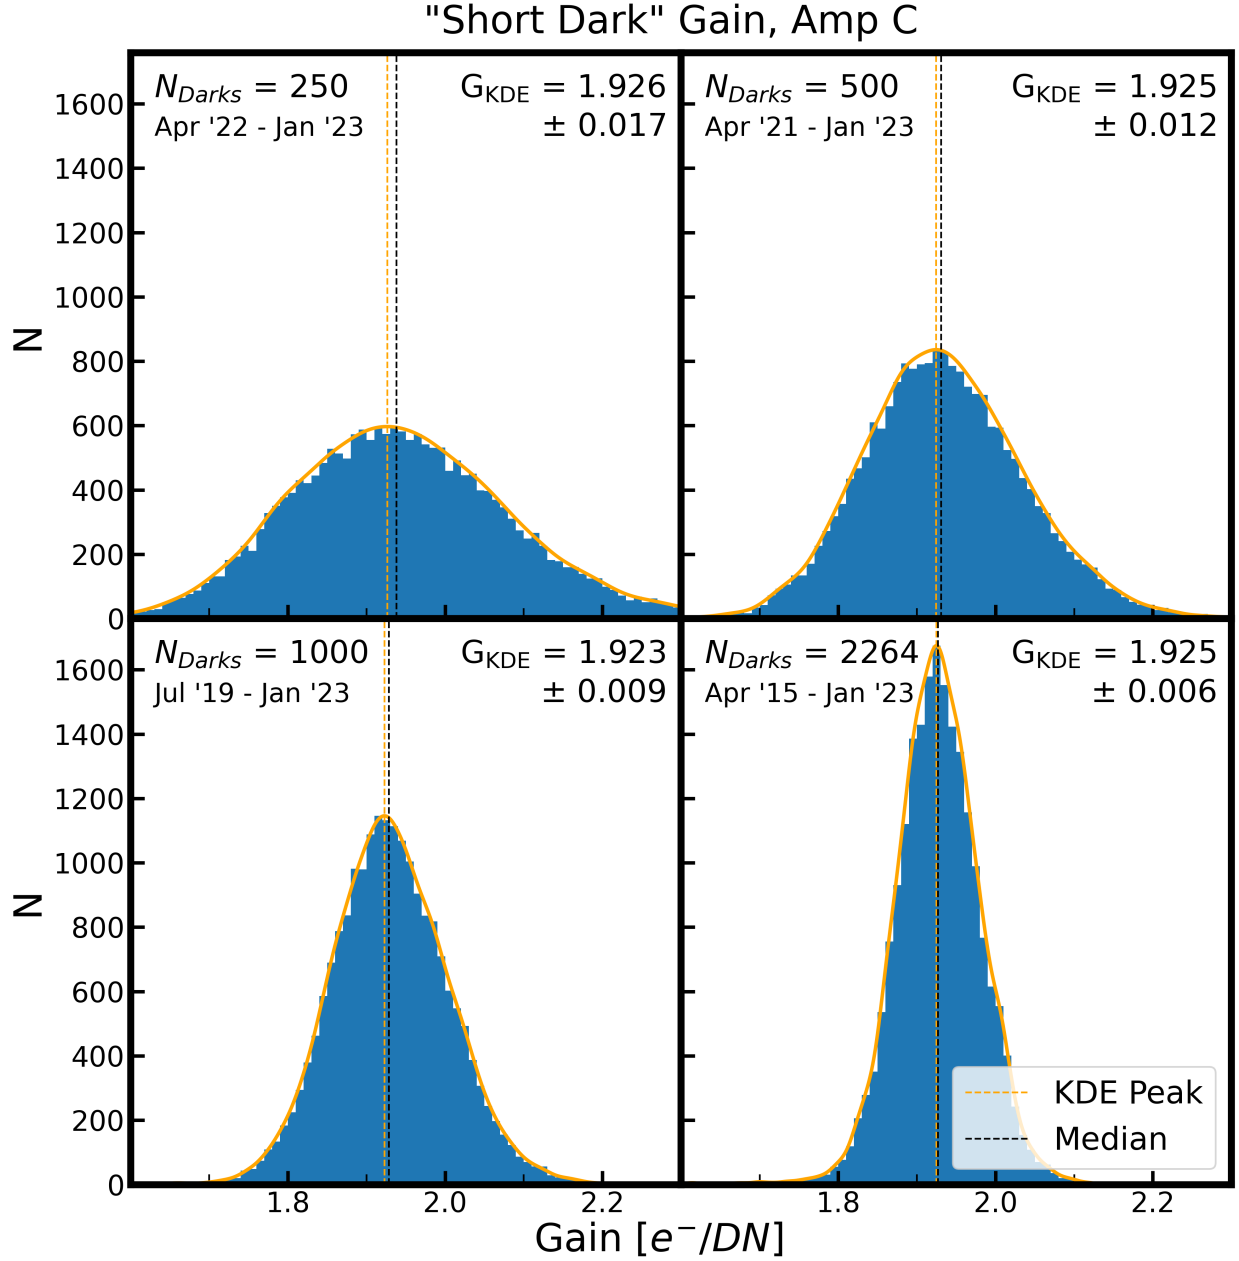 "Short Dark" Gain, Amp C
N_Darks = 250
Apr '22 - Jan '23
G_KDE = 1.926
± 0.017
N_Darks = 500
Apr '21 - Jan '23
G_KDE = 1.925
± 0.012
1600
1400
1200
1000
800
600
400
200
0
N
N_Darks = 1000
Jul '19 - Jan '23
G_KDE = 1.923
± 0.009
N_Darks = 2264
Apr '15 - Jan '23
G_KDE = 1.925
± 0.006
1600
1400
1200
1000
800
600
400
200
0
N
KDE Peak
Median
1.8 2.0 2.2
1.8 2.0 2.2
Gain [e⁻/DN]